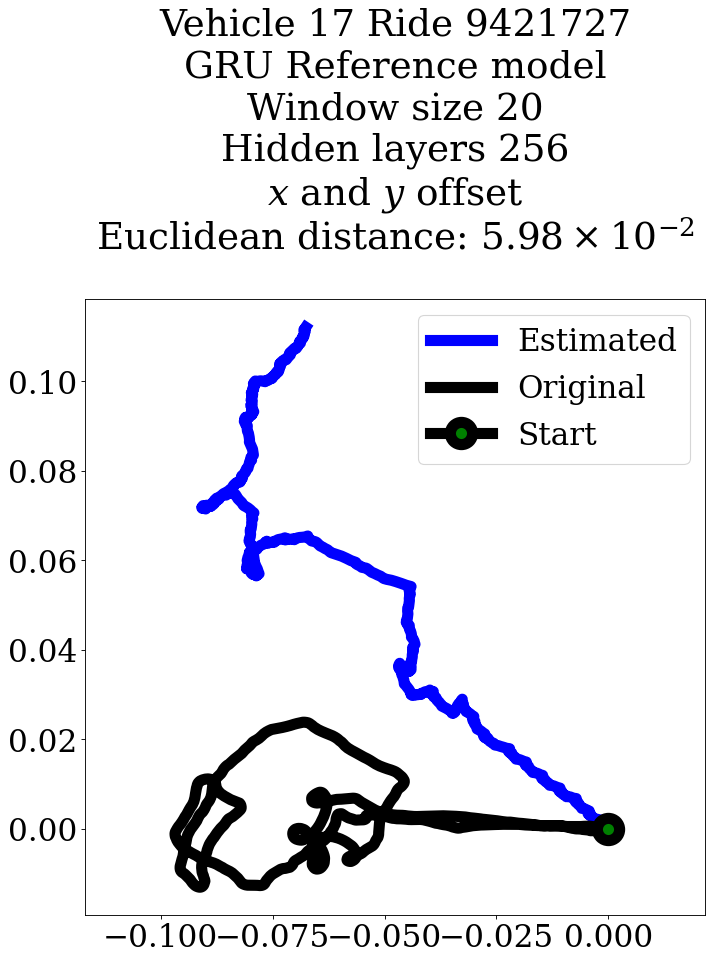 Vehicle 17 Ride 9421727
GRU Reference model
Window size 20
Hidden layers 256
x and y offset
Euclidean distance: 5.98 × 10⁻²
Estimated
Original
Start
0.10
0.08
0.06
0.04
0.02
0.00
−0.100 −0.075 −0.050 −0.025 0.000